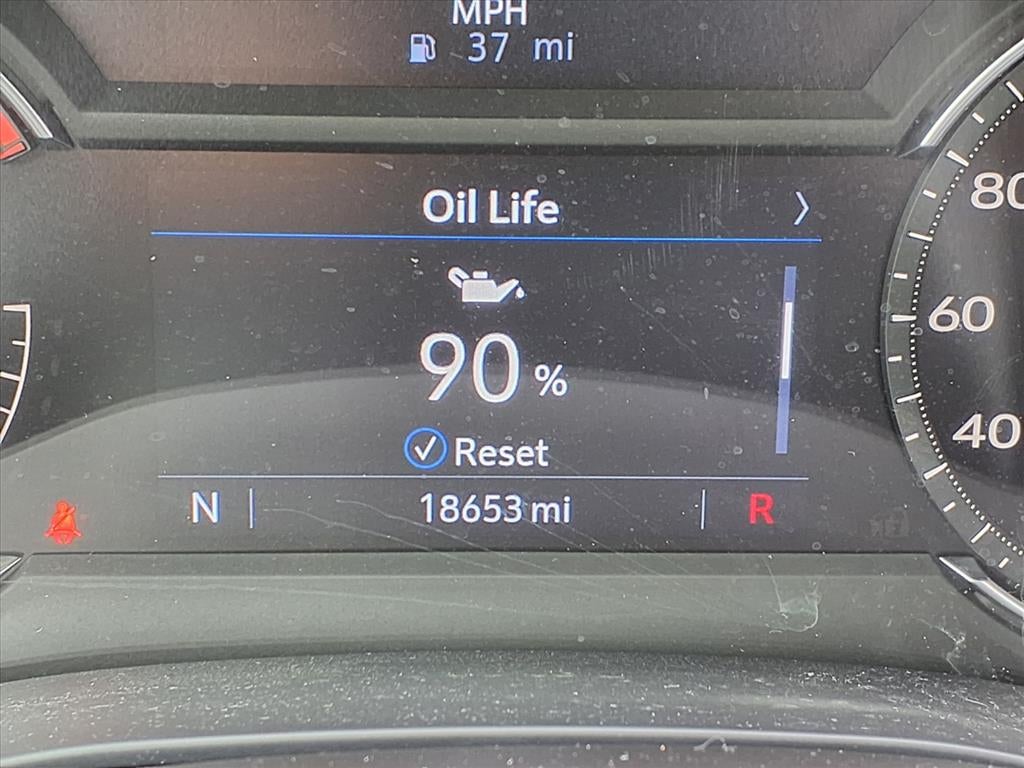 MPH
37 mi
Oil Life
80
90 %
60
Reset
40
N 18653 mi R